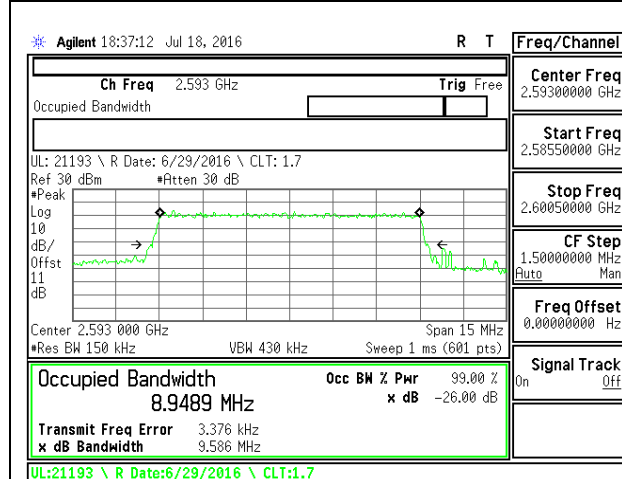 Agilent 18:37:12 Jul 18, 2016 R T
Ch Freq 2.593 GHz Trig Free
Occupied Bandwidth
UL: 21193 \ R Date: 6/29/2016 \ CLT: 1.7
Ref 30 dBm #Atten 30 dB
#Peak
Log
10
dB/
Offst
11
dB
Center 2.593 000 GHz Span 15 MHz
#Res BW 150 kHz VBW 430 kHz Sweep 1 ms (601 pts)
Occupied Bandwidth Occ BW % Pwr 99.00 %
8.9489 MHz x dB -26.00 dB
Transmit Freq Error 3.376 kHz
x dB Bandwidth 9.586 MHz
UL:21193 \ R Date:6/29/2016 \ CLT:1.7
Freq/Channel
Center Freq
2.59300000 GHz
Start Freq
2.58550000 GHz
Stop Freq
2.60050000 GHz
CF Step
1.50000000 MHz
Auto Man
Freq Offset
0.00000000 Hz
Signal Track
On Off